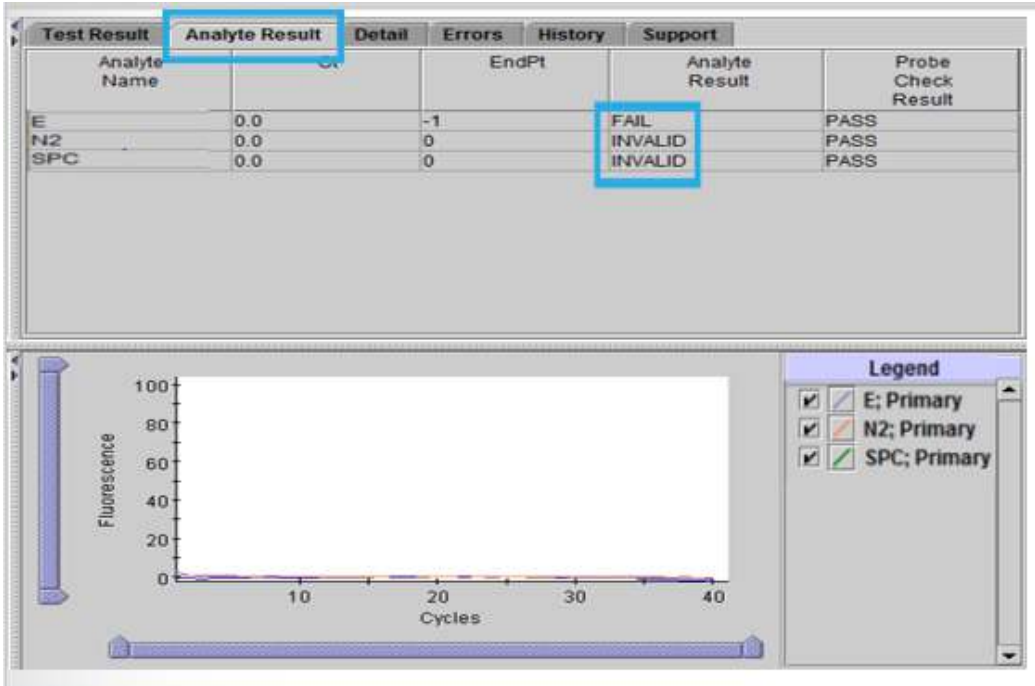 Test Result Analyte Result Detail Errors History Support
Analyte Name Ct EndPt Analyte Result Probe Check Result
E 0.0 -1 FAIL PASS
N2 0.0 0 INVALID PASS
SPC 0.0 0 INVALID PASS
Legend
E; Primary
N2; Primary
SPC; Primary
Fluorescence
100
80
60
40
20
0
10 20 30 40
Cycles